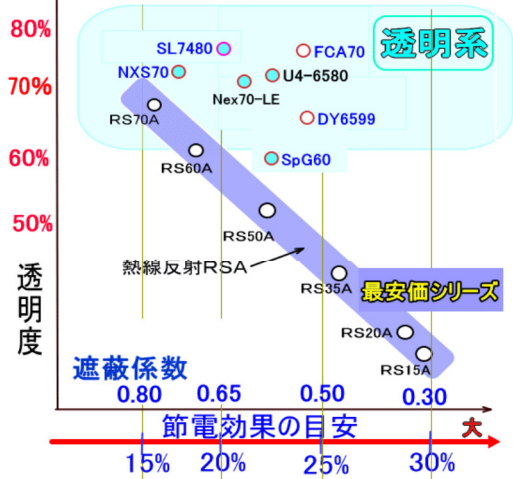 80%
透明系
SL7480
FCA70
NXS70
U4-6580
70%
Nex70-LE
RS70A
DY6599
60%
SpG60
RS60A
50%
RS50A
熱線反射RSA
透明度
RS35A
最安価シリーズ
RS20A
RS15A
遮蔽係数
0.80 0.65 0.50 0.30
節電効果の目安 大
15% 20% 25% 30%